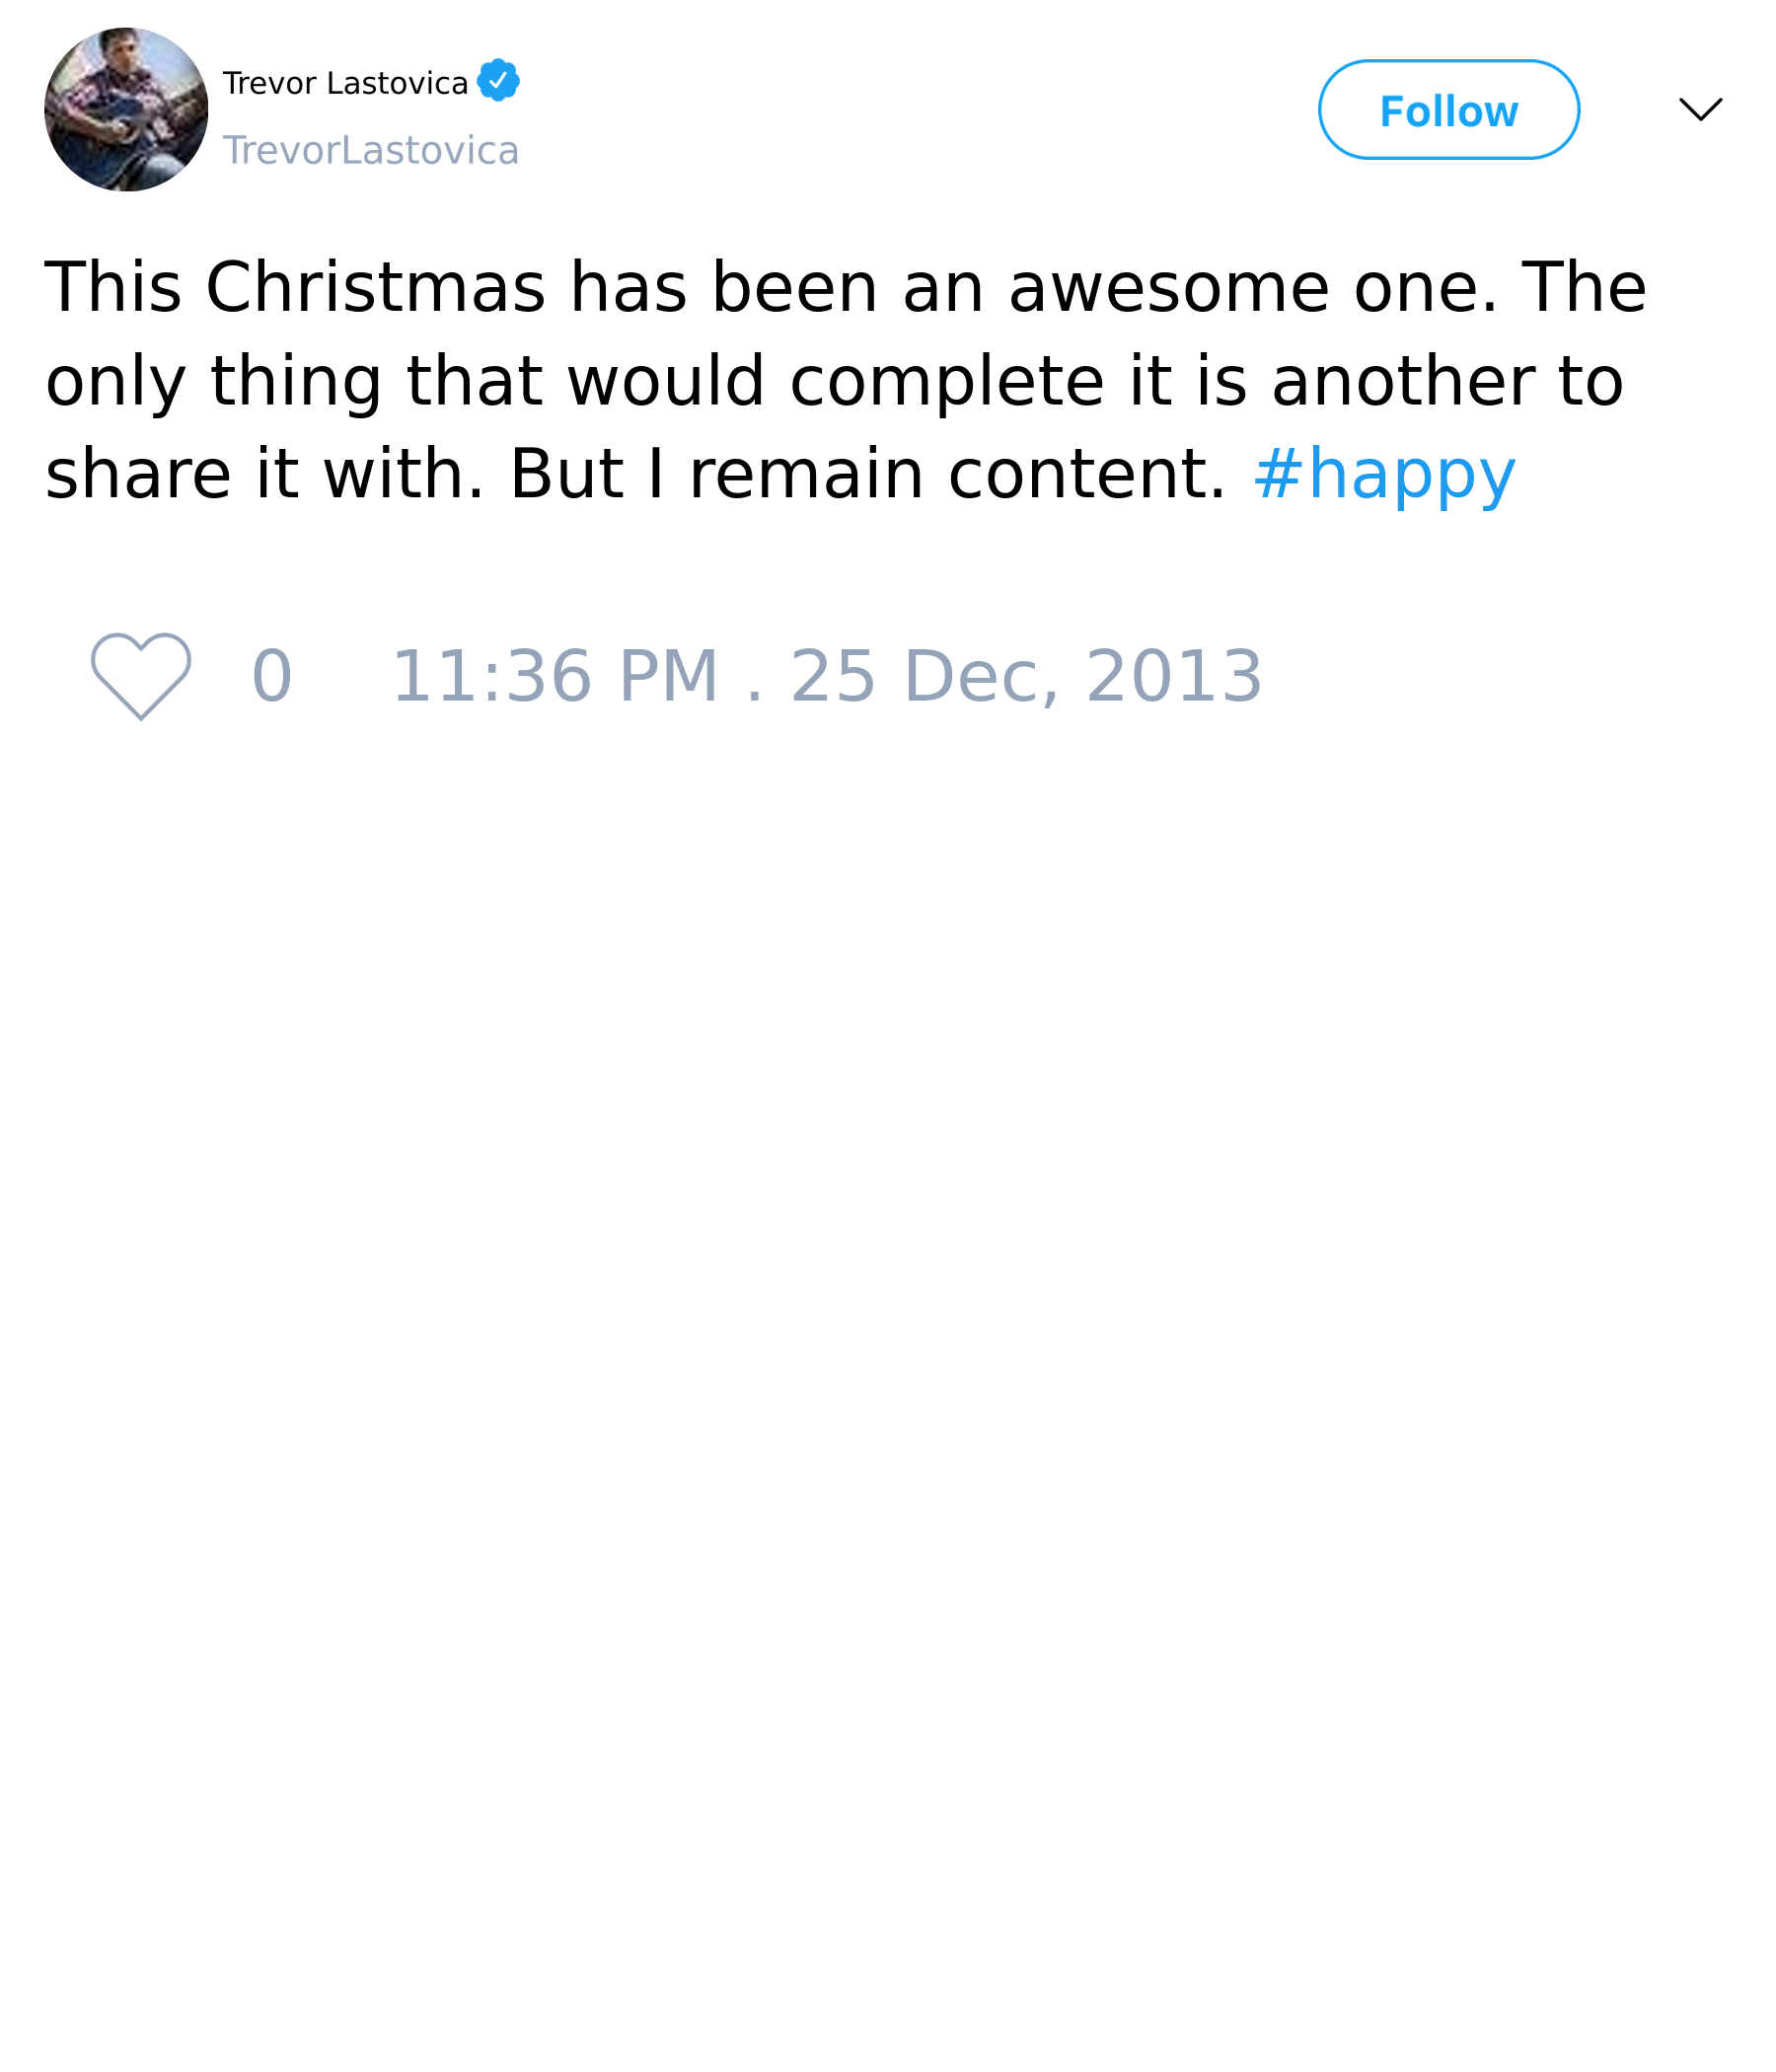 Trevor Lastovica
TrevorLastovica
Follow
This Christmas has been an awesome one. The
only thing that would complete it is another to
share it with. But I remain content. #happy
0 11:36 PM . 25 Dec, 2013